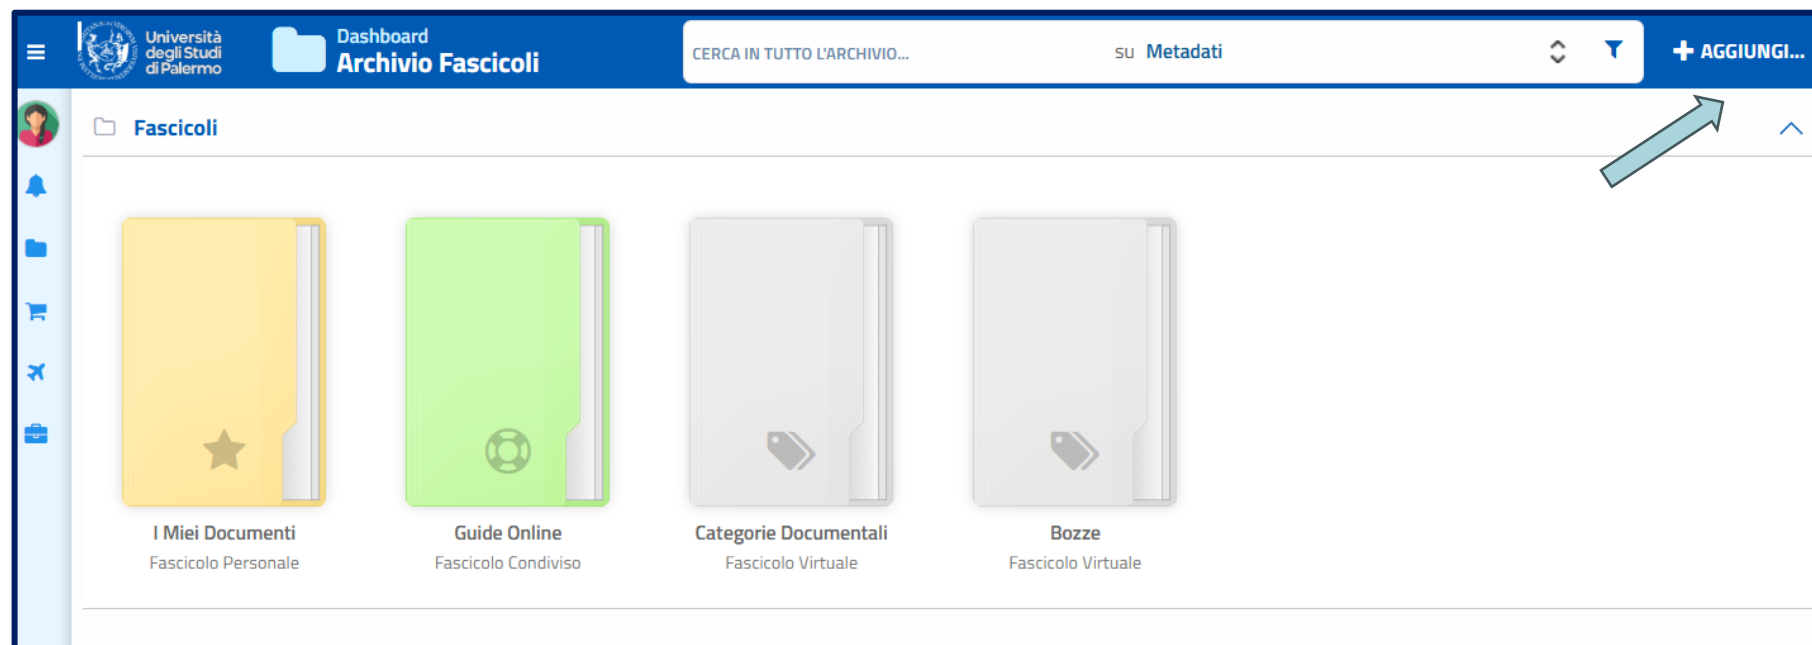 Università
degli Studi
di Palermo
Dashboard
Archivio Fascicoli
CERCA IN TUTTO L'ARCHIVIO... su Metadati
AGGIUNGI...
Fascicoli
I Miei Documenti
Fascicolo Personale
Guide Online
Fascicolo Condiviso
Categorie Documentali
Fascicolo Virtuale
Bozze
Fascicolo Virtuale